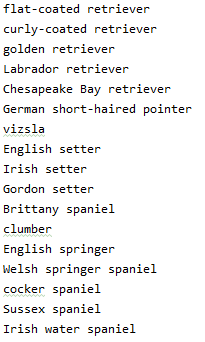 flat-coated retriever
curly-coated retriever
golden retriever
Labrador retriever
Chesapeake Bay retriever
German short-haired pointer
vizsla
English setter
Irish setter
Gordon setter
Brittany spaniel
clumber
English springer
Welsh springer spaniel
cocker spaniel
Sussex spaniel
Irish water spaniel